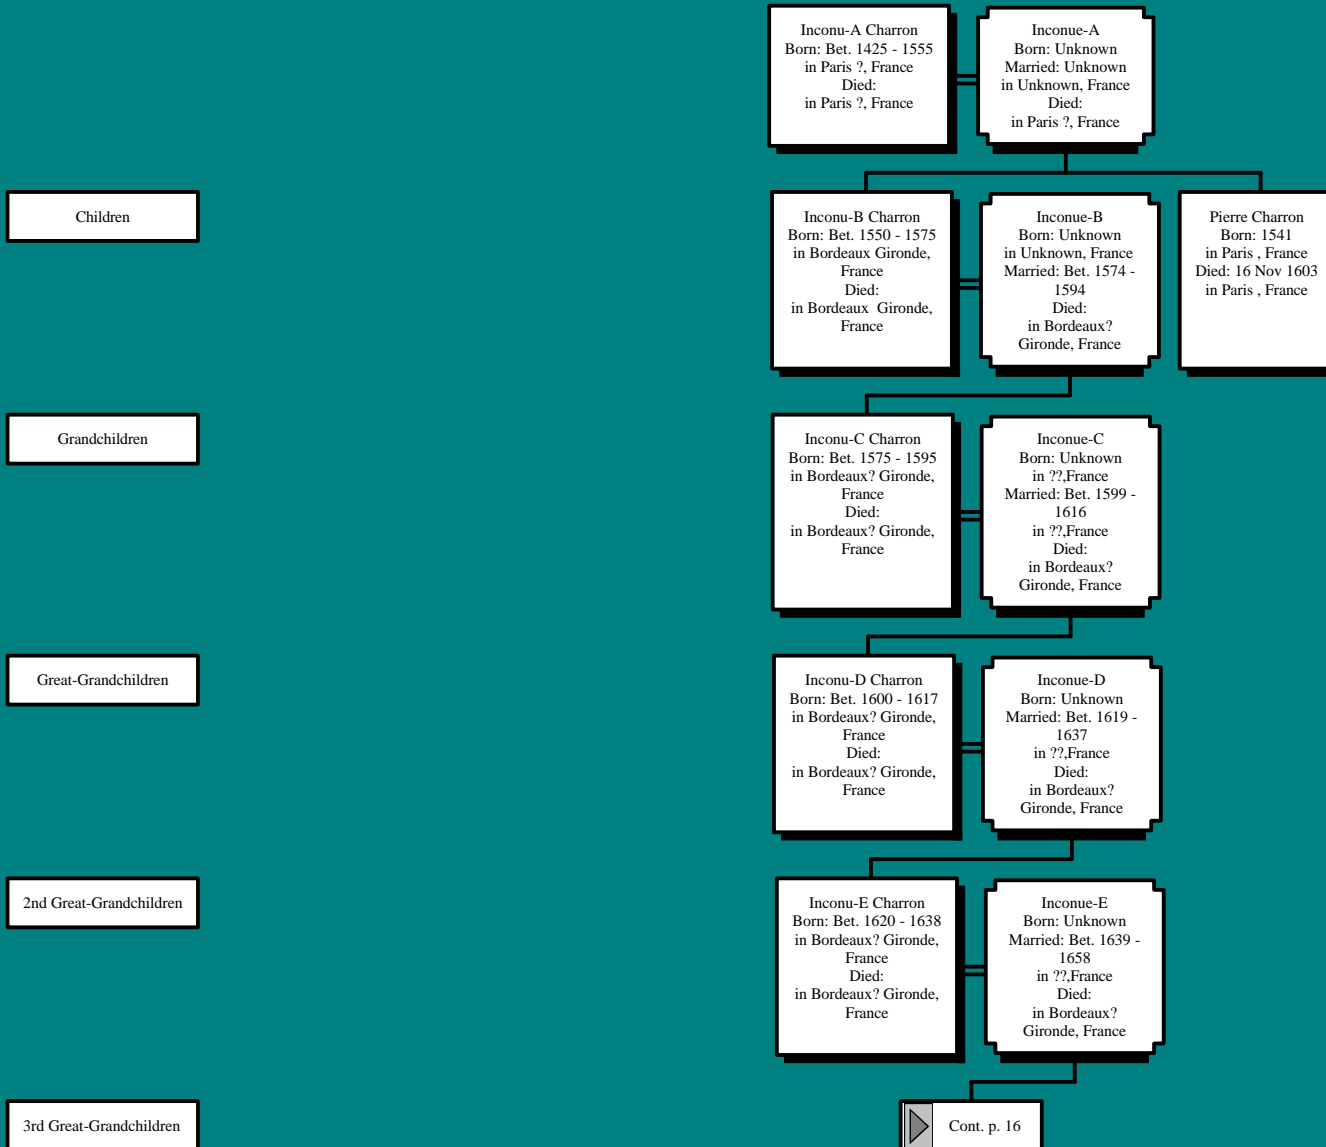 Inconu-A Charron
Born: Bet. 1425 - 1555
in Paris ?, France
Died:
in Paris ?, France
Inconue-A
Born: Unknown
Married: Unknown
in Unknown, France
Died:
in Paris ?, France
Children
Inconu-B Charron
Born: Bet. 1550 - 1575
in Bordeaux Gironde,
France
Died:
in Bordeaux  Gironde,
France
Inconue-B
Born: Unknown
in Unknown, France
Married: Bet. 1574 -
1594
Died:
in Bordeaux?
Gironde, France
Pierre Charron
Born: 1541
in Paris , France
Died: 16 Nov 1603
in Paris , France
Grandchildren
Inconu-C Charron
Born: Bet. 1575 - 1595
in Bordeaux? Gironde,
France
Died:
in Bordeaux? Gironde,
France
Inconue-C
Born: Unknown
in ??,France
Married: Bet. 1599 -
1616
in ??,France
Died:
in Bordeaux?
Gironde, France
Great-Grandchildren
Inconu-D Charron
Born: Bet. 1600 - 1617
in Bordeaux? Gironde,
France
Died:
in Bordeaux? Gironde,
France
Inconue-D
Born: Unknown
Married: Bet. 1619 -
1637
in ??,France
Died:
in Bordeaux?
Gironde, France
2nd Great-Grandchildren
Inconu-E Charron
Born: Bet. 1620 - 1638
in Bordeaux? Gironde,
France
Died:
in Bordeaux? Gironde,
France
Inconue-E
Born: Unknown
Married: Bet. 1639 -
1658
in ??,France
Died:
in Bordeaux?
Gironde, France
3rd Great-Grandchildren
Cont. p. 16